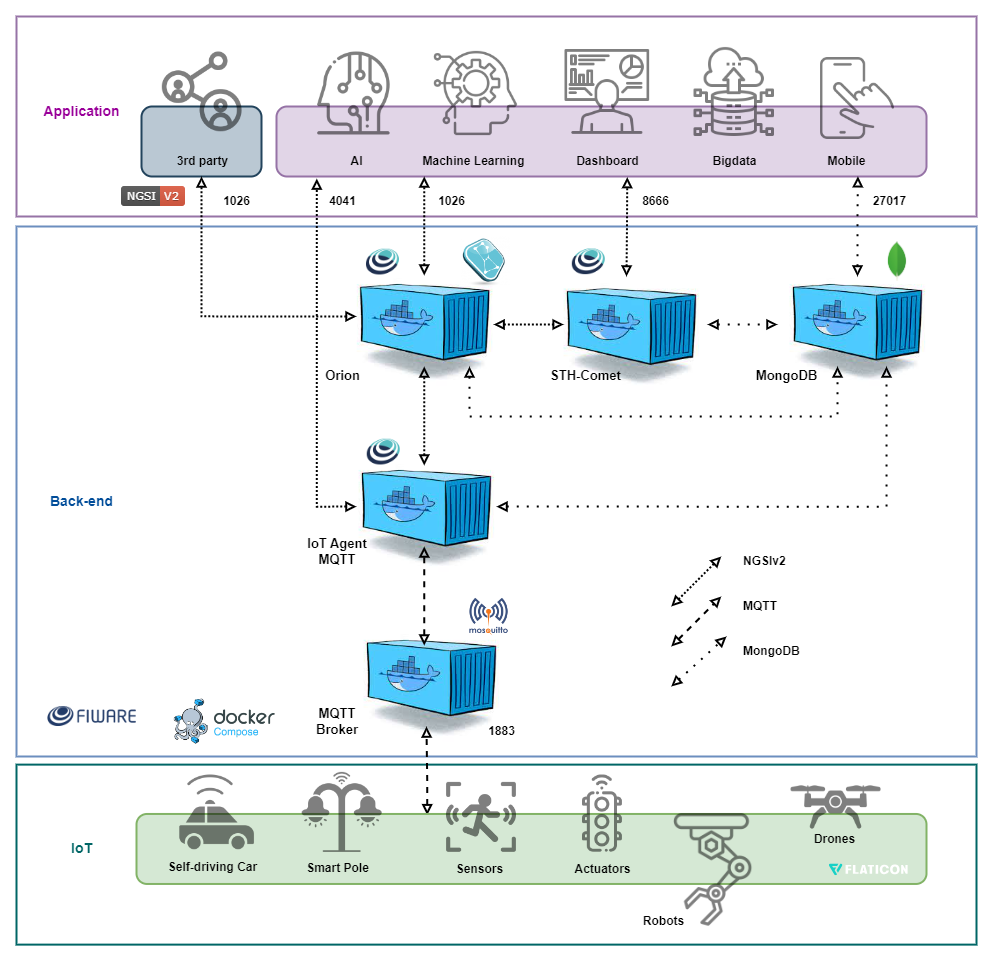 Application
3rd party
AI
Machine Learning
Dashboard
Bigdata
Mobile
NGSI V2
1026
4041
1026
8666
27017
Orion
STH-Comet
MongoDB
Back-end
IoT Agent
MQTT
NGSIv2
MQTT
MongoDB
mosquitto
FIWARE
docker
Compose
MQTT
Broker
1883
IoT
Self-driving Car
Smart Pole
Sensors
Actuators
Drones
FLATICON
Robots